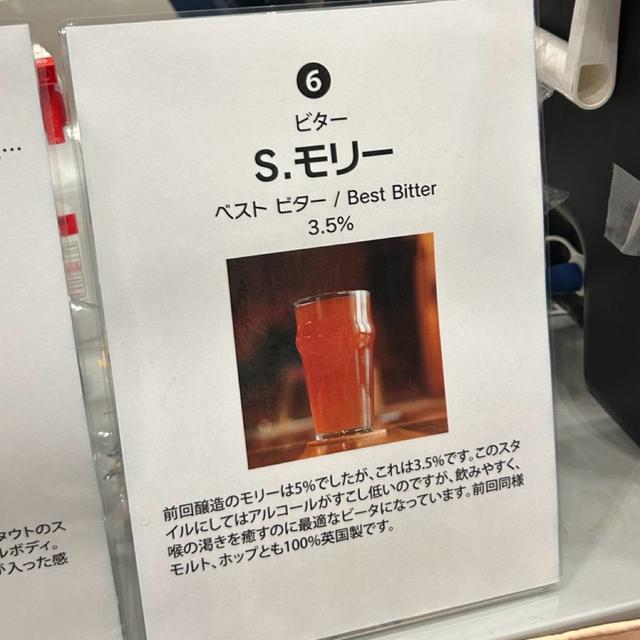 6
ビター
S.モリー
ベスト ビター / Best Bitter
3.5%
前回醸造のモリーは5%でしたが、これは3.5%です。このスタ
イルにしてはアルコールがすこし低いのですが、飲みやすく、
喉の渇きを癒すのに最適なビータになっています。前回同様
モルト、ホップとも100%英国製です。
タウトのス
ルボディ。
が入った感